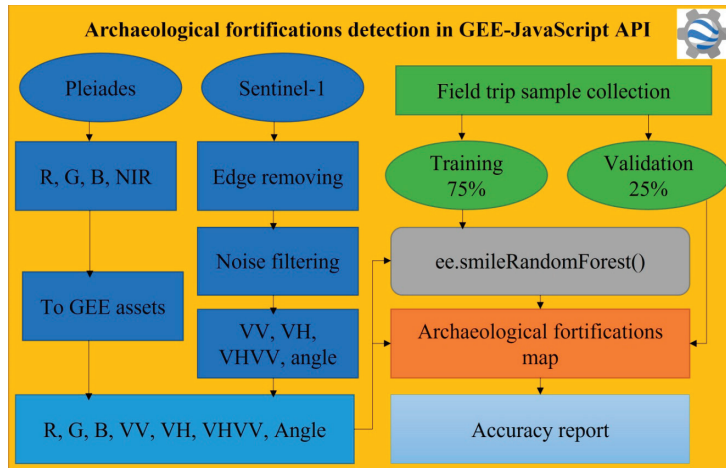 Archaeological fortifications detection in GEE-JavaScript API
Pleiades
Sentinel-1
Field trip sample collection
R, G, B, NIR
Edge removing
Training
75%
Validation
25%
To GEE assets
Noise filtering
ee.smileRandomForest()
VV, VH,
VHVV, angle
Archaeological fortifications
map
R, G, B, VV, VH, VHVV, Angle
Accuracy report